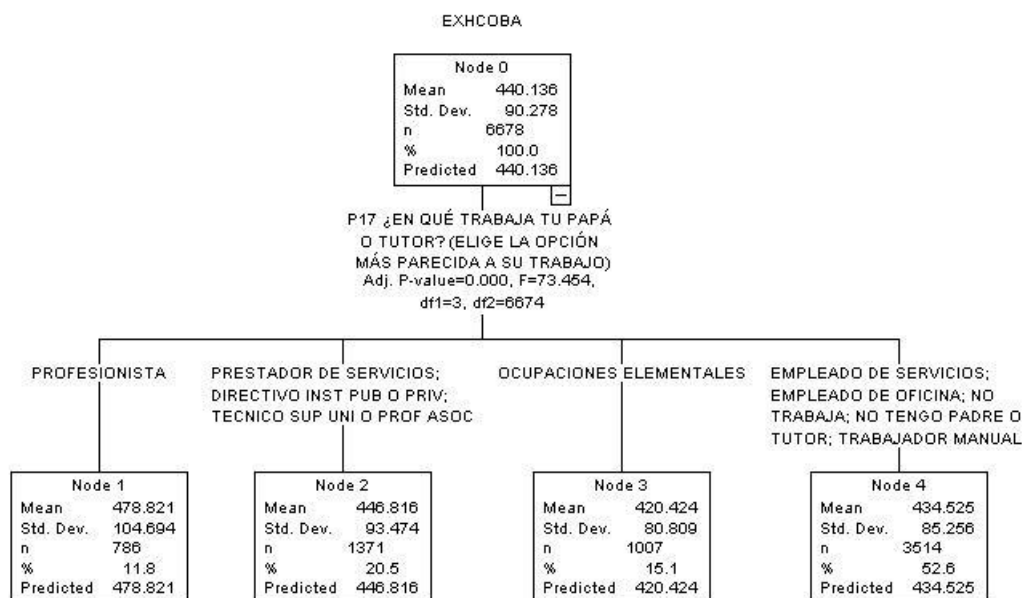 EXHCOBA
Node 0
Mean 440.136
Std. Dev. 90.278
n 6678
% 100.0
Predicted 440.136
P17 ¿EN QUÉ TRABAJA TU PAPÁ
O TUTOR? (ELIGE LA OPCIÓN
MÁS PARECIDA A SU TRABAJO)
Adj. P-value=0.000, F=73.454,
df1=3, df2=6674
PROFESIONISTA
Node 1
Mean 478.821
Std. Dev. 104.694
n 786
% 11.8
Predicted 478.821
PRESTADOR DE SERVICIOS;
DIRECTIVO INST PUB O PRIV;
TECNICO SUP UNI O PROF ASOC
Node 2
Mean 446.816
Std. Dev. 93.474
n 1371
% 20.5
Predicted 446.816
OCUPACIONES ELEMENTALES
Node 3
Mean 420.424
Std. Dev. 80.809
n 1007
% 15.1
Predicted 420.424
EMPLEADO DE SERVICIOS;
EMPLEADO DE OFICINA; NO
TRABAJA; NO TENGO PADRE O
TUTOR; TRABAJADOR MANUAL
Node 4
Mean 434.525
Std. Dev. 85.256
n 3514
% 52.6
Predicted 434.525